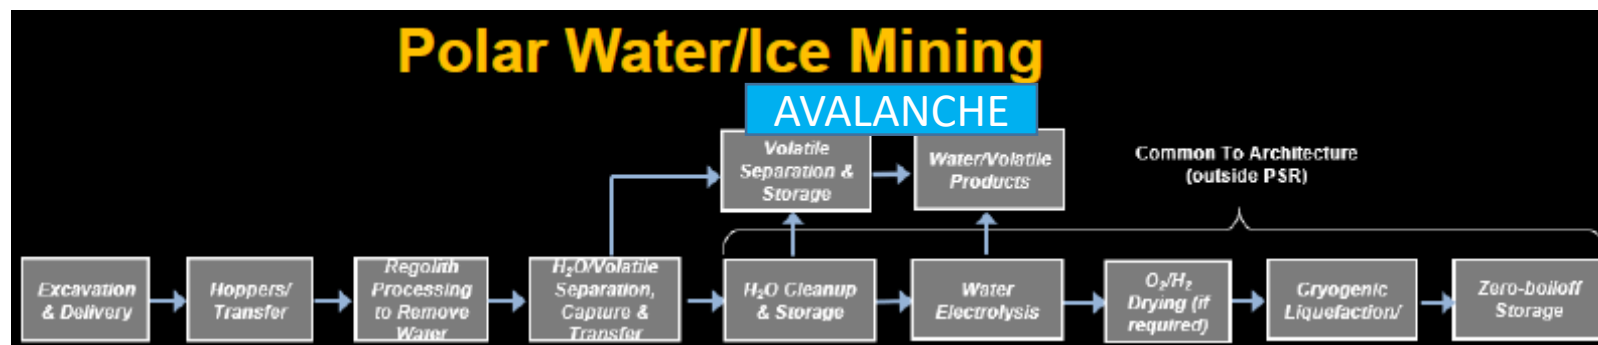 Polar Water/Ice Mining
AVALANCHE
Volatile
Separation &
Storage
Water/Volatile
Products
Common To Architecture
(outside PSR)
Excavation
& Delivery
Hoppers/
Transfer
Regolith
Processing
to Remove
Water
H₂O/Volatile
Separation,
Capture &
Transfer
H₂O Cleanup
& Storage
Water
Electrolysis
O₂/H₂
Drying (if
required)
Cryogenic
Liquefaction/
Zero-boiloff
Storage